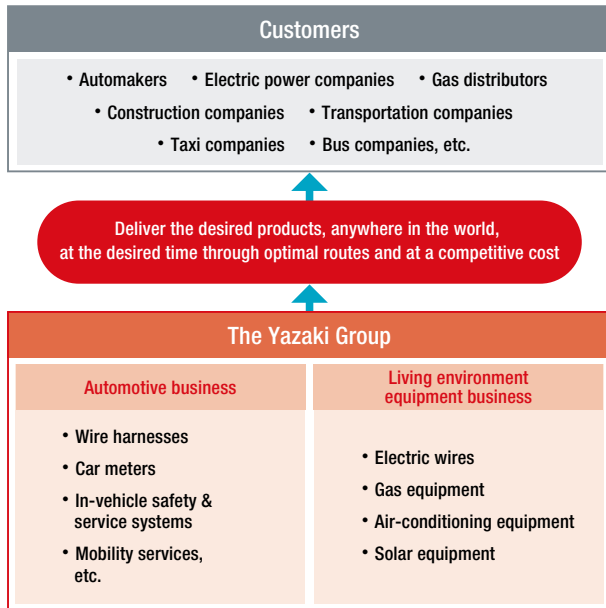 Customers
• Automakers • Electric power companies • Gas distributors
• Construction companies • Transportation companies
• Taxi companies • Bus companies, etc.
Deliver the desired products, anywhere in the world,
at the desired time through optimal routes and at a competitive cost
The Yazaki Group
Automotive business
• Wire harnesses
• Car meters
• In-vehicle safety &
service systems
• Mobility services,
etc.
Living environment
equipment business
• Electric wires
• Gas equipment
• Air-conditioning equipment
• Solar equipment